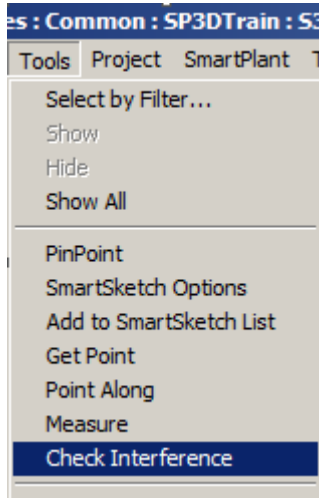 es : Common : SP3DTrain : S3
Tools Project SmartPlant T
Select by Filter...
Show
Hide
Show All
PinPoint
SmartSketch Options
Add to SmartSketch List
Get Point
Point Along
Measure
Check Interference